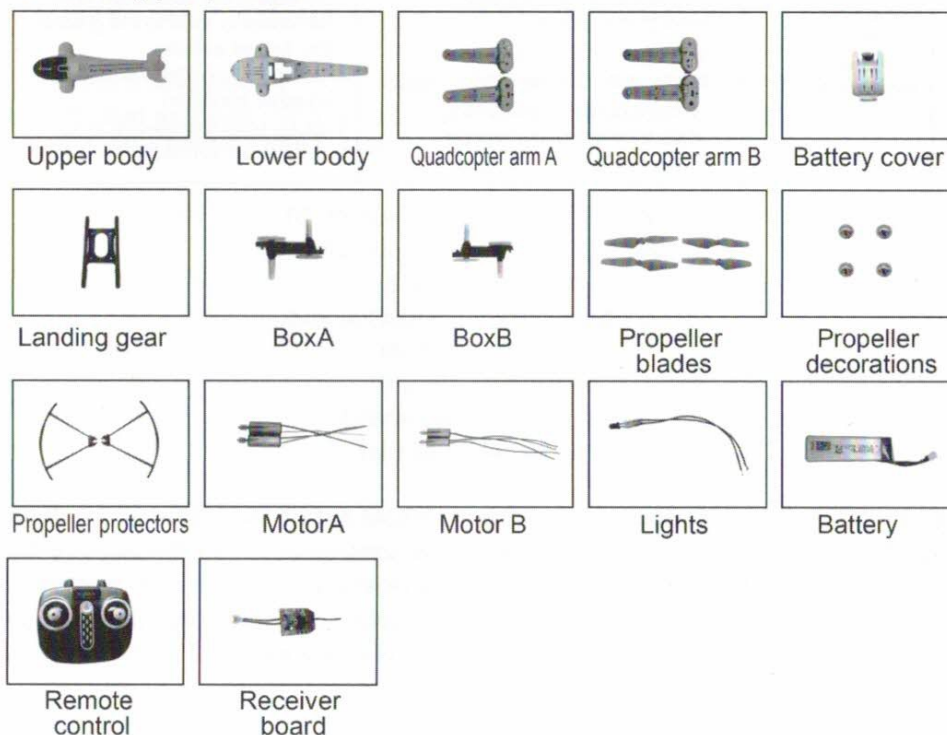 Upper body
Lower body
Quadcopter arm A
Quadcopter arm B
Battery cover
Landing gear
BoxA
BoxB
Propeller
blades
Propeller
decorations
Propeller protectors
MotorA
Motor B
Lights
Battery
Remote
control
Receiver
board